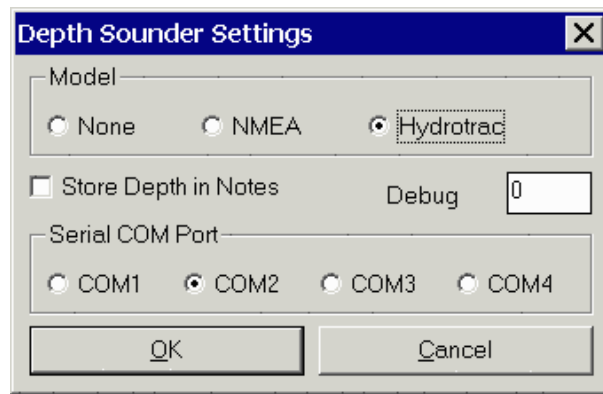 Depth Sounder Settings
Model
None NMEA Hydrotrac
Store Depth in Notes Debug 0
Serial COM Port
COM1 COM2 COM3 COM4
OK Cancel